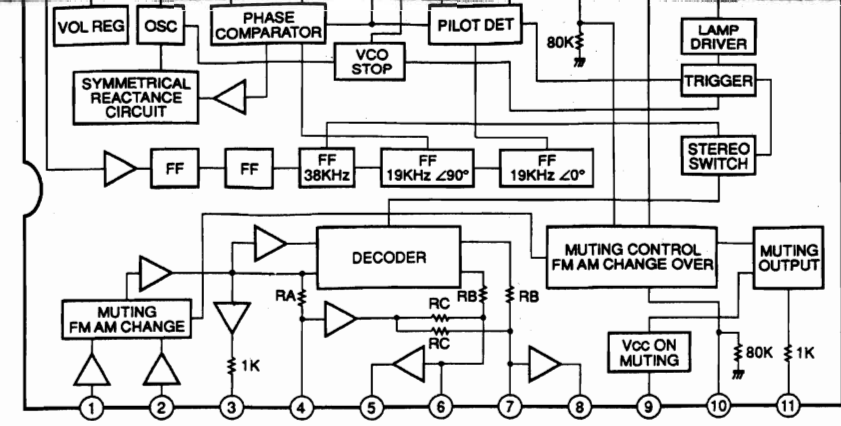 VOL REG
OSC
PHASE
COMPARATOR
VCO
STOP
PILOT DET
80K
LAMP
DRIVER
TRIGGER
SYMMETRICAL
REACTANCE
CIRCUIT
STEREO
SWITCH
FF
FF
FF
38KHz
FF
19KHz ∠90°
FF
19KHz ∠0°
DECODER
MUTING CONTROL
FM AM CHANGE OVER
MUTING
OUTPUT
MUTING
FM AM CHANGE
RA
RC
RC
RB
RB
1K
VCC ON
MUTING
80K
1K
1
2
3
4
5
6
7
8
9
10
11